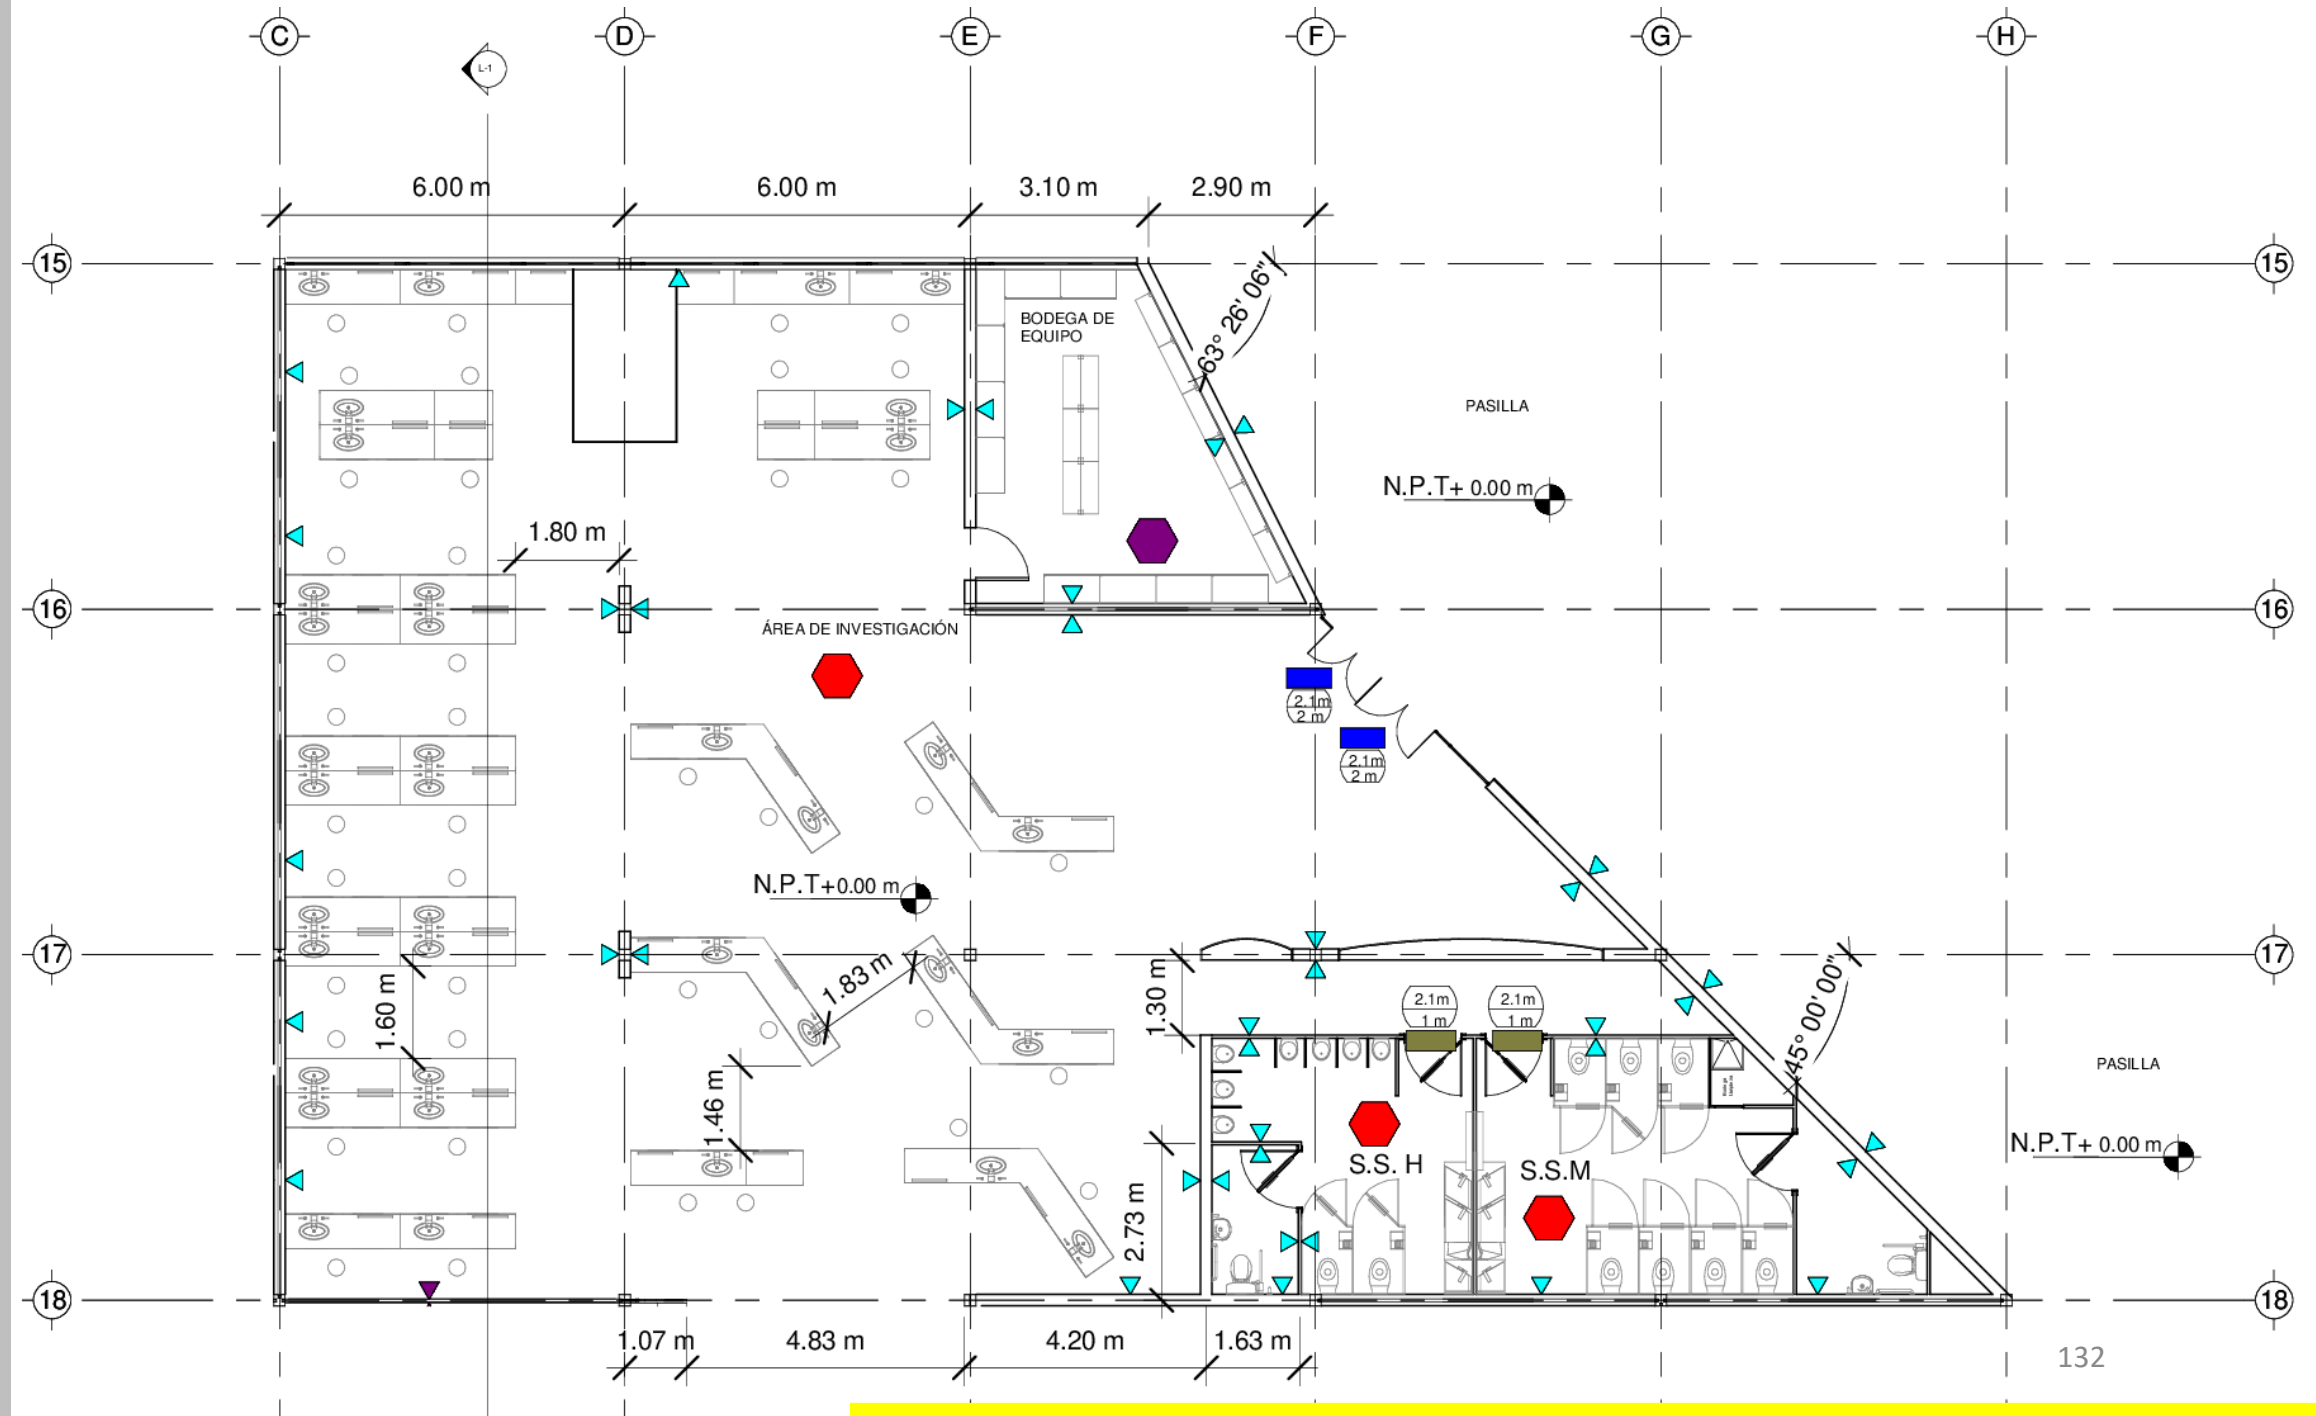 C
D
E
F
G
H
L-1
6.00 m
6.00 m
3.10 m
2.90 m
15
15
63° 26' 06"
BODEGA DE
EQUIPO
PASILLA
N.P.T+ 0.00 m
1.80 m
16
16
ÁREA DE INVESTIGACIÓN
2.1m
2 m
2.1m
2 m
N.P.T+0.00 m
17
17
1.83 m
1.60 m
1.30 m
45° 00' 00"
2.1m
1 m
2.1m
1 m
PASILLA
1.46 m
N.P.T+ 0.00 m
S.S. H
S.S.M
2.73 m
18
18
1.07 m
4.83 m
4.20 m
1.63 m
132